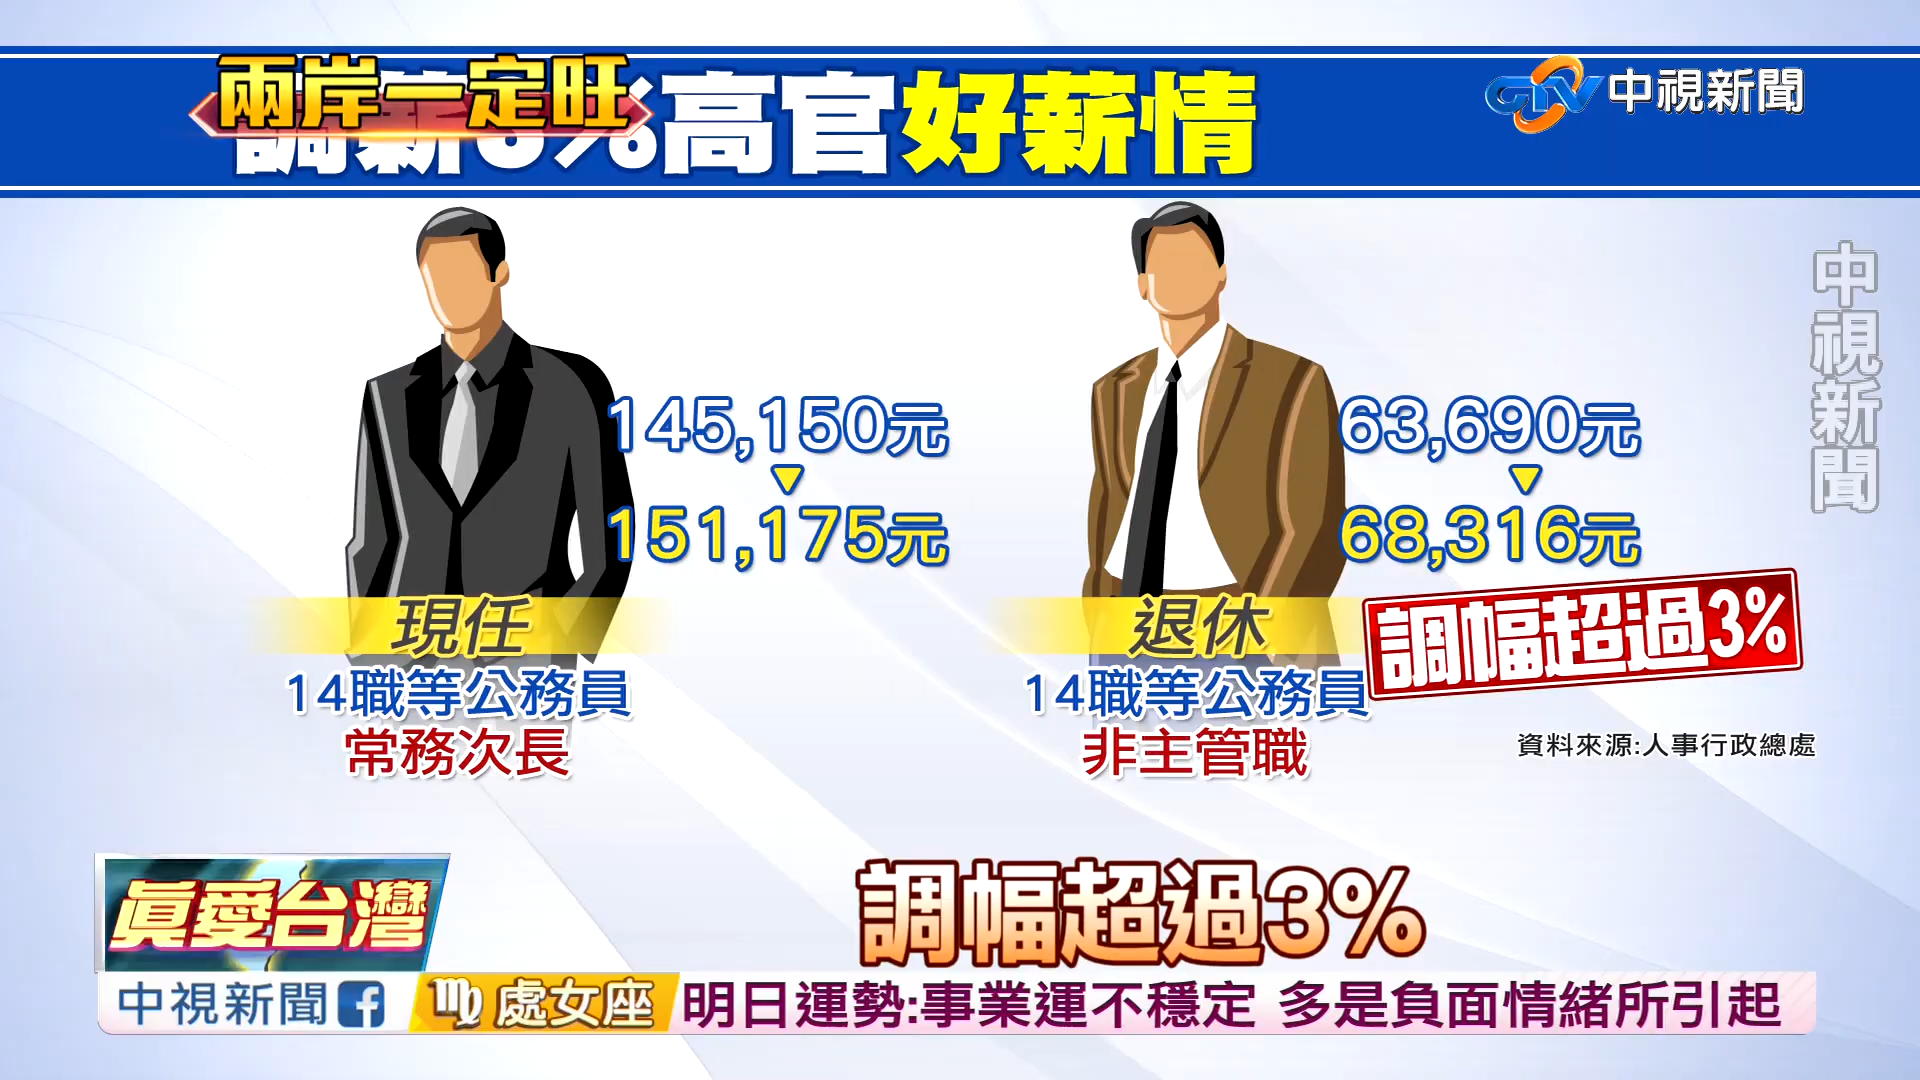 兩岸一定旺
調薪3%高官好薪情
CTV 中視新聞
中視新聞
145,150元
151,175元
63,690元
68,316元
現任
14職等公務員
常務次長
退休
14職等公務員
非主管職
調幅超過3%
資料來源:人事行政總處
真愛台灣
調幅超過3%
中視新聞
處女座
明日運勢:事業運不穩定 多是負面情緒所引起